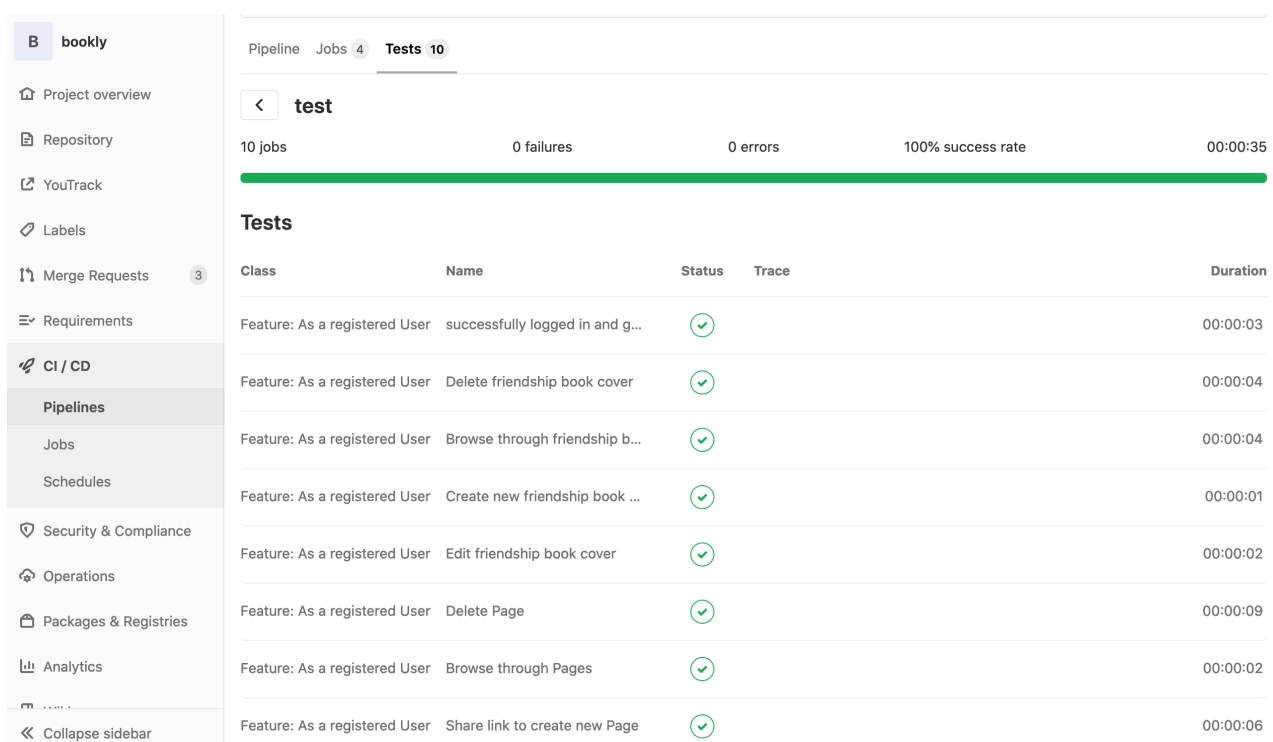 B bookly
Project overview
Repository
YouTrack
Labels
Merge Requests 3
Requirements
CI / CD
Pipelines
Jobs
Schedules
Security & Compliance
Operations
Packages & Registries
Analytics
Collapse sidebar
Pipeline Jobs 4 Tests 10
test
10 jobs 0 failures 0 errors 100% success rate 00:00:35
Tests
Class Name Status Trace Duration
Feature: As a registered User successfully logged in and g... 00:00:03
Feature: As a registered User Delete friendship book cover 00:00:04
Feature: As a registered User Browse through friendship b... 00:00:04
Feature: As a registered User Create new friendship book ... 00:00:01
Feature: As a registered User Edit friendship book cover 00:00:02
Feature: As a registered User Delete Page 00:00:09
Feature: As a registered User Browse through Pages 00:00:02
Feature: As a registered User Share link to create new Page 00:00:06